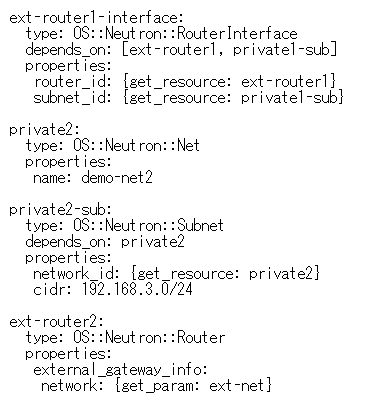 ext-router1-interface:
  type: OS::Neutron::RouterInterface
  depends_on: [ext-router1, private1-sub]
  properties:
   router_id: {get_resource: ext-router1}
   subnet_id: {get_resource: private1-sub}

private2:
  type: OS::Neutron::Net
  properties:
   name: demo-net2

private2-sub:
  type: OS::Neutron::Subnet
  depends_on: private2
  properties:
   network_id: {get_resource: private2}
   cidr: 192.168.3.0/24

ext-router2:
  type: OS::Neutron::Router
  properties:
   external_gateway_info:
    network: {get_param: ext-net}